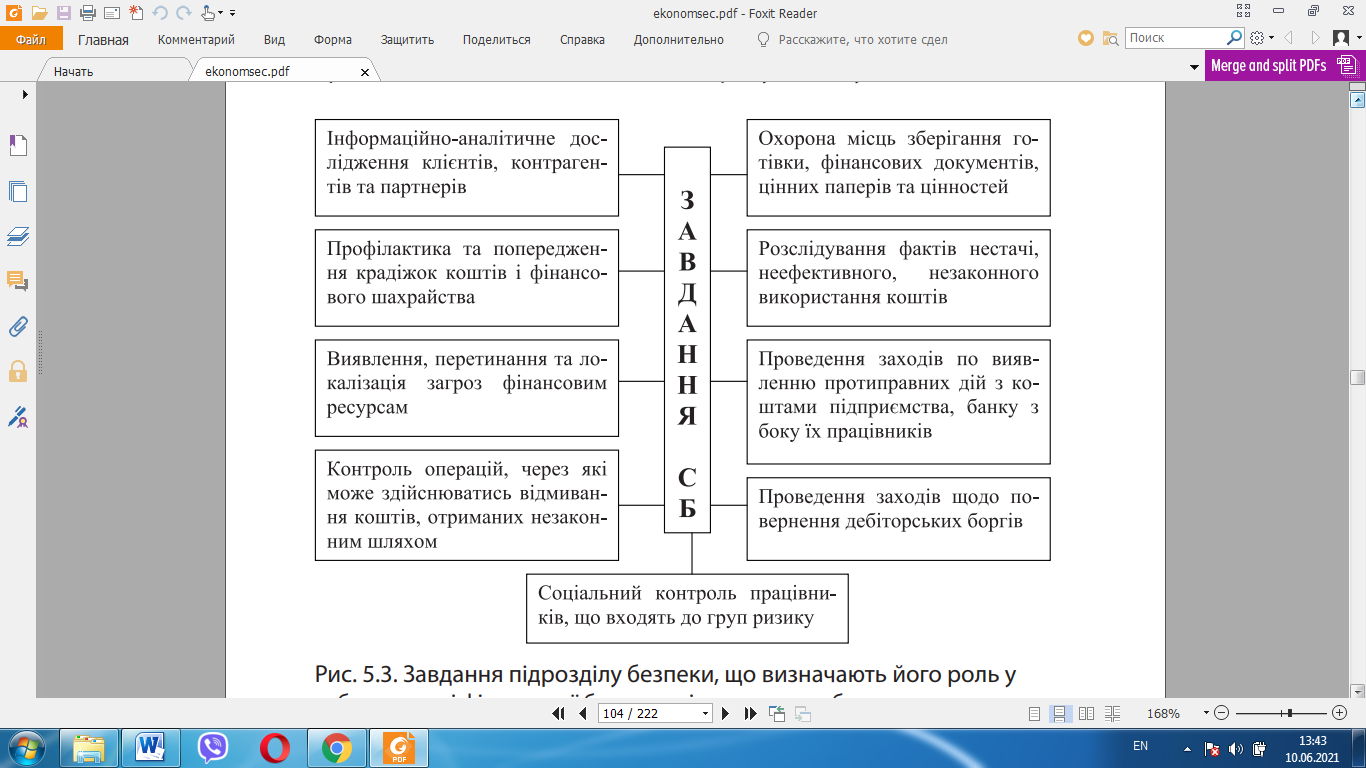 ekonomsec.pdf - Foxit Reader
Файл
Главная
Комментарий
Вид
Форма
Защитить
Поделиться
Справка
Дополнительно
Расскажите, что хотите сдел
Поиск
Начать
ekonomsec.pdf
Merge and split PDFs
Інформаційно-аналітичне дос-
лідження клієнтів, контраген-
тів та партнерів
Профілактика та попереджен-
ня крадіжок коштів і фінансо-
вого шахрайства
Виявлення, перетинання та ло-
калізація загроз фінансовим
ресурсам
Контроль операцій, через які
може здійснюватись відмиван-
ня коштів, отриманих незакон-
ним шляхом
З
А
В
Д
А
Н
Н
Я
С
Б
Охорона місць зберігання го-
тівки, фінансових документів,
цінних паперів та цінностей
Розслідування фактів нестачі,
неефективного, незаконного
використання коштів
Проведення заходів по вияв-
ленню протиправних дій з ко-
штами підприємства, банку з
боку їх працівників
Проведення заходів щодо по-
вернення дебіторських боргів
Соціальний контроль працівни-
ків, що входять до груп ризику
Рис. 5.3. Завдання підрозділу безпеки, що визначають його роль у
104 / 222
168%
EN
13:43
10.06.2021